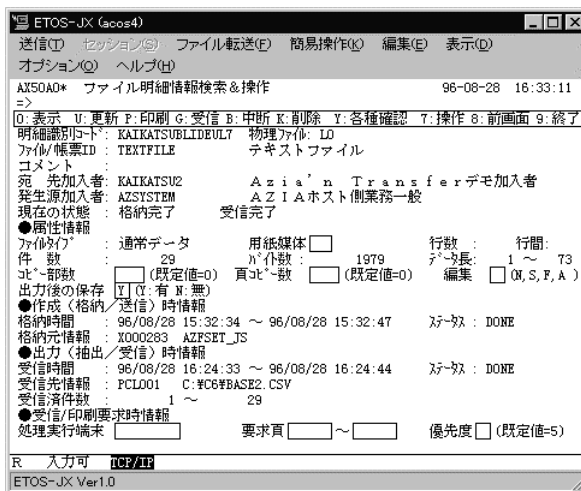 ETOS-JX (acos4)
送信(T) セッション(S) ファイル転送(F) 簡易操作(K) 編集(E) 表示(D)
オプション(O) ヘルプ(H)
AX50A0* ファイル明細情報検索＆操作 96-08-28 16:33:11
=>
0:表示 U:更新 P:印刷 G:受信 B:中断 K:削除 Y:各種確認 7:操作 8:前画面 9:終了
明細識別ｺｰﾄﾞ: KAIKATSUBLIDEUL7 物理ﾌｧｲﾙ: L0
ﾌｧｲﾙ/帳票ID : TEXTFILE テキストファイル
コメント :
宛 先加入者: KAIKATSU2 Ａｚｉａ’ｎ Ｔｒａｎｓｆｅｒデモ加入者
発生源加入者: AZSYSTEM ＡＺＩＡホスト側業務一般
現在の状態 : 格納完了 受信完了
●属性情報
ﾌｧｲﾙﾀｲﾌﾟ : 通常データ 用紙媒体 行数 : 行間:
件 数 : 29 ﾊﾞｲﾄ数 : 1979 ﾃﾞｰﾀ長: 1 ～ 73
ｺﾋﾟｰ部数 (既定値=0) 頁ｺﾋﾟｰ数 (既定値=0) 編集 (N,S,F,A )
出力後の保存 Y (Y:有 N:無)
●作成（格納／送信）時情報
格納時間 : 96/08/28 15:32:34 ～ 96/08/28 15:32:47 ｽﾃｰﾀｽ : DONE
格納元情報 : X000283 AZFSET_JS
●出力（抽出／受信）時情報
受信時間 : 96/08/28 16:24:33 ～ 96/08/28 16:24:44 ｽﾃｰﾀｽ : DONE
受信先情報 : PCL001 C:¥C6¥BASE2.CSV
受信済件数 : 1 ～ 29
●受信/印刷要求時情報
処理実行端末 要求頁 ～ 優先度 (既定値=5)
R 入力可 TCP/IP
ETOS-JX Ver1.0